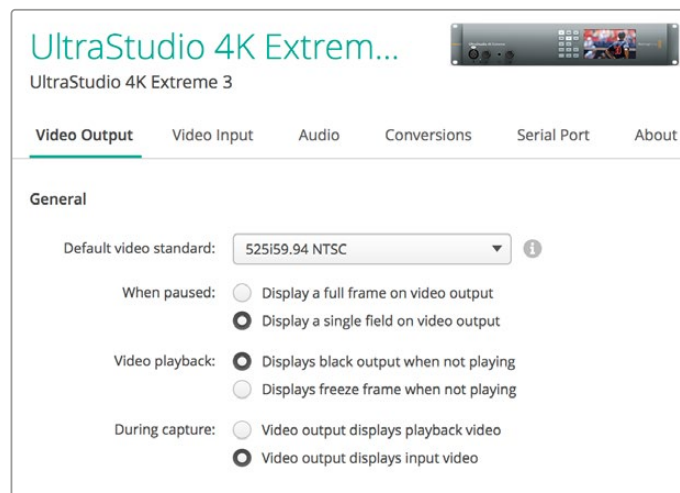 UltraStudio 4K Extrem...
UltraStudio 4K Extreme 3
Video Output Video Input Audio Conversions Serial Port About
General
Default video standard: 525i59.94 NTSC
When paused: Display a full frame on video output
Display a single field on video output
Video playback: Displays black output when not playing
Displays freeze frame when not playing
During capture: Video output displays playback video
Video output displays input video